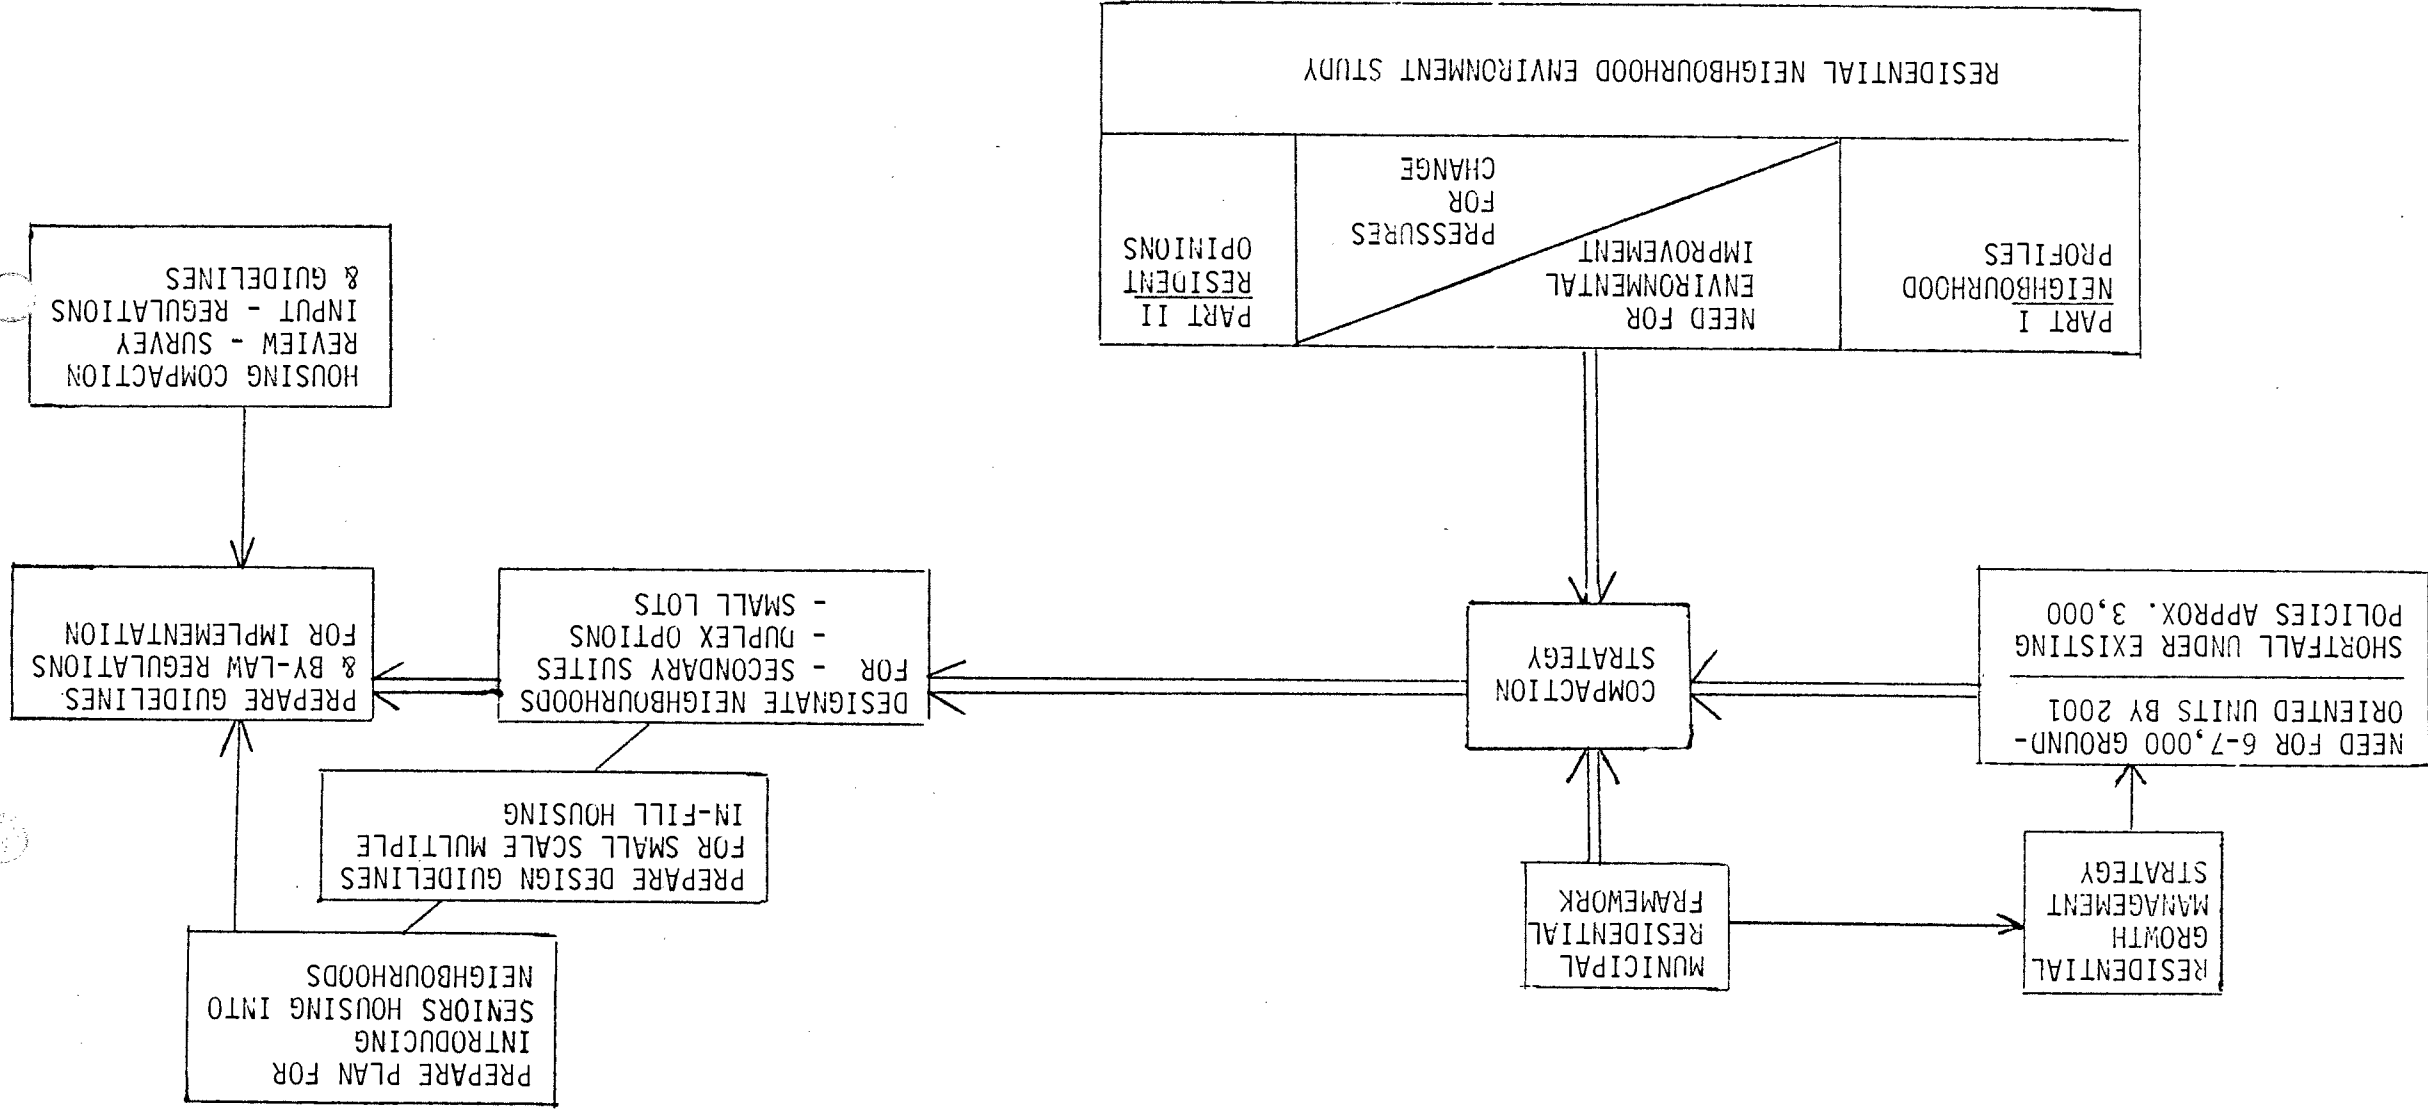 RESIDENTIAL
GROWTH
MANAGEMENT
STRATEGY
MUNICIPAL
RESIDENTIAL
FRAMEWORK
PREPARE PLAN FOR
INTRODUCING
SENIORS HOUSING INTO
NEIGHBOURHOODS
PREPARE DESIGN GUIDELINES
FOR SMALL SCALE MULTIPLE
IN-FILL HOUSING
NEED FOR 6-7,000 GROUND-
ORIENTED UNITS BY 2001
SHORTFALL UNDER EXISTING
POLICIES APPROX. 3,000
COMPACTION
STRATEGY
DESIGNATE NEIGHBOURHOODS
FOR - SECONDARY SUITES
- DUPLEX OPTIONS
- SMALL LOTS
PREPARE GUIDELINES
& BY-LAW REGULATIONS
FOR IMPLEMENTATION
PART I
NEIGHBOURHOOD
PROFILES
NEED FOR
ENVIRONMENTAL
IMPROVEMENT
PRESSURES
FOR
CHANGE
PART II
RESIDENT
OPINIONS
RESIDENTIAL NEIGHBOURHOOD ENVIRONMENT STUDY
HOUSING COMPACTION
REVIEW - SURVEY
INPUT - REGULATIONS
& GUIDELINES